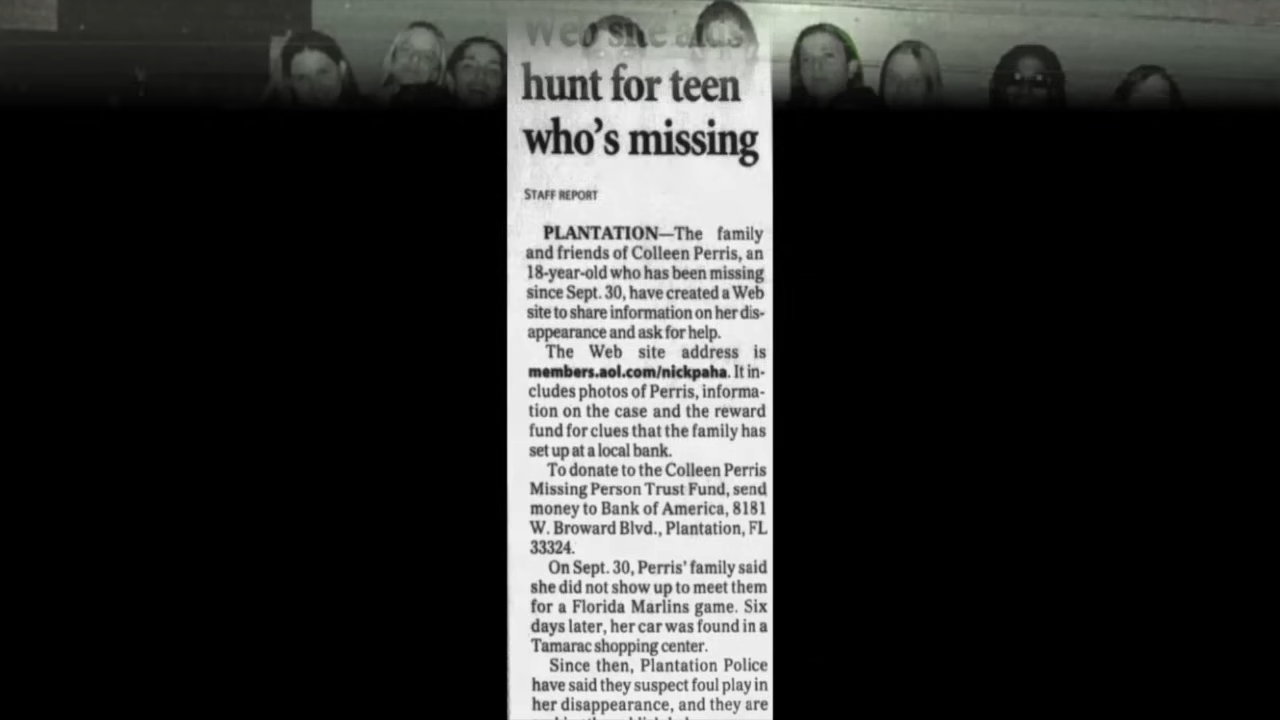 Web site aids
hunt for teen
who's missing
STAFF REPORT
PLANTATION—The family
and friends of Colleen Perris, an
18-year-old who has been missing
since Sept. 30, have created a Web
site to share information on her dis-
appearance and ask for help.
The Web site address is
members.aol.com/nickpaha. It in-
cludes photos of Perris, informa-
tion on the case and the reward
fund for clues that the family has
set up at a local bank.
To donate to the Colleen Perris
Missing Person Trust Fund, send
money to Bank of America, 8181
W. Broward Blvd., Plantation, FL
33324.
On Sept. 30, Perris' family said
she did not show up to meet them
for a Florida Marlins game. Six
days later, her car was found in a
Tamarac shopping center.
Since then, Plantation Police
have said they suspect foul play in
her disappearance, and they are